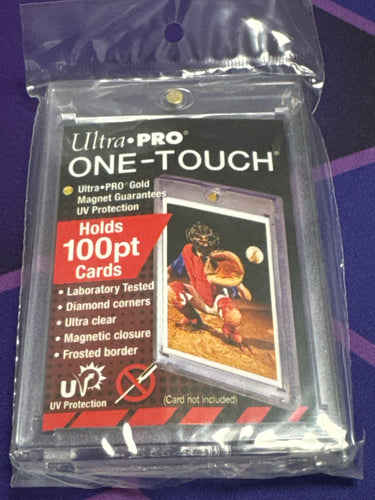 Ultra•PRO®
ONE-TOUCH®
Ultra•PRO® Gold
Magnet Guarantees
UV Protection
Holds
100pt
Cards
• Laboratory Tested
• Diamond corners
• Ultra clear
• Magnetic closure
• Frosted border
UV
UV Protection
(Card not included)